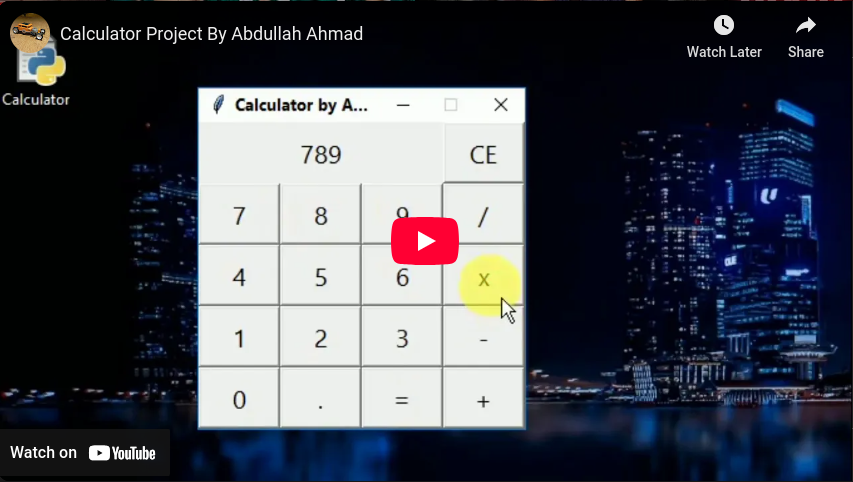 Calculator Project By Abdullah Ahmad
Watch Later
Share
Calculator
Calculator by A...
789
CE
7 8 9 /
4 5 6 x
1 2 3 -
0 . = +
Watch on YouTube